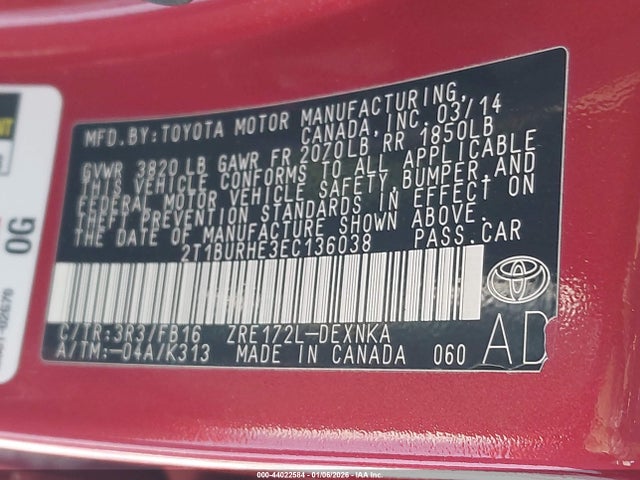 MFD.BY:TOYOTA MOTOR MANUFACTURING,
CANADA, INC. 03/14
GVWR 3820 LB GAWR FR 2070LB RR 1850LB
THIS VEHICLE CONFORMS TO ALL APPLICABLE
FEDERAL MOTOR VEHICLE SAFETY,BUMPER,AND
THEFT PREVENTION STANDARDS IN EFFECT ON
THE DATE OF MANUFACTURE SHOWN ABOVE.
2T1BURHE3EC136038 PASS.CAR
C/TR:3R3/FB16 ZRE172L-DEXNKA
A/TM:-04A/K313 MADE IN CANADA 060
AD
0G
000-44022584 - 01/06/2026 - IAA Inc.